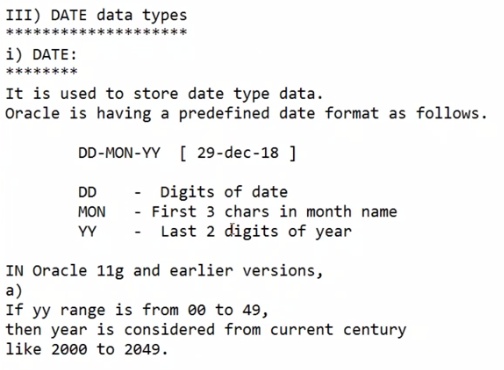 III) DATE data types
********************
i) DATE:
********
It is used to store date type data.
Oracle is having a predefined date format as follows.
DD-MON-YY [ 29-dec-18 ]
DD - Digits of date
MON - First 3 chars in month name
YY - Last 2 digits of year
IN Oracle 11g and earlier versions,
a)
If yy range is from 00 to 49,
then year is considered from current century
like 2000 to 2049.